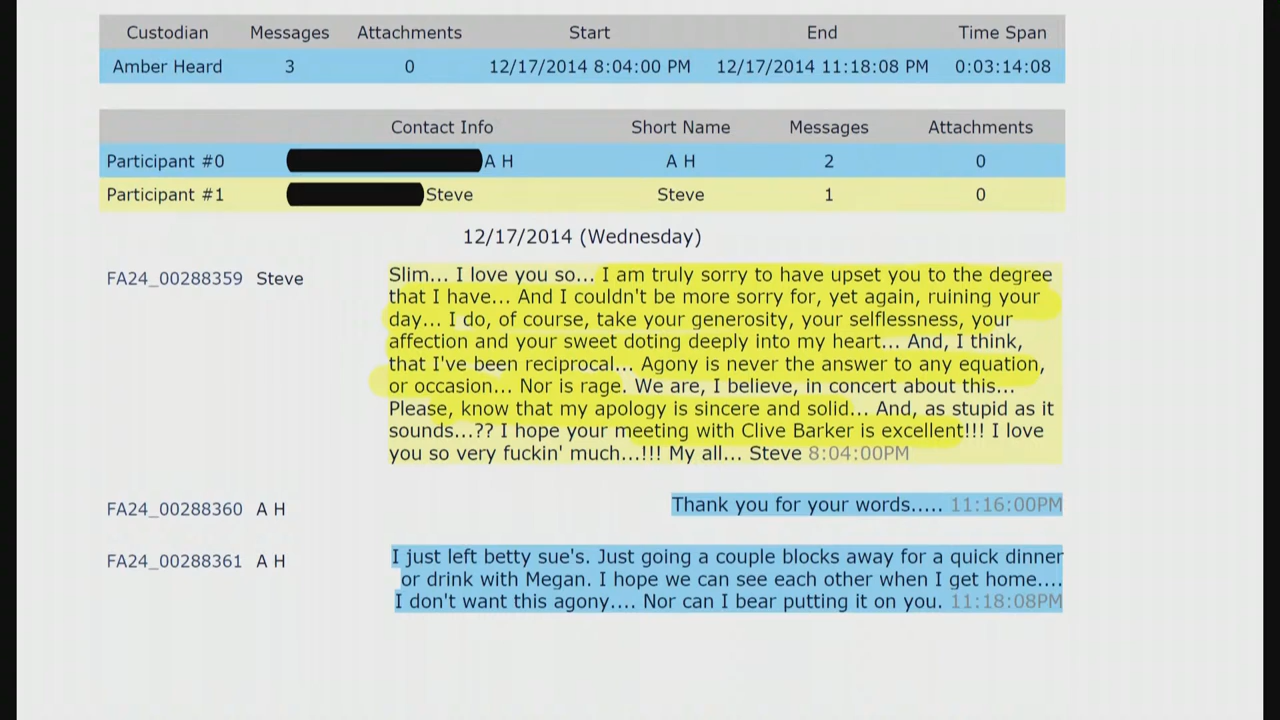 Custodian Messages Attachments Start End Time Span
Amber Heard 3 0 12/17/2014 8:04:00 PM 12/17/2014 11:18:08 PM 0:03:14:08
Contact Info Short Name Messages Attachments
Participant #0 A H A H 2 0
Participant #1 Steve Steve 1 0
12/17/2014 (Wednesday)
FA24_00288359 Steve Slim... I love you so... I am truly sorry to have upset you to the degree
that I have... And I couldn't be more sorry for, yet again, ruining your
day... I do, of course, take your generosity, your selflessness, your
affection and your sweet doting deeply into my heart... And, I think,
that I've been reciprocal... Agony is never the answer to any equation,
or occasion... Nor is rage. We are, I believe, in concert about this...
Please, know that my apology is sincere and solid... And, as stupid as it
sounds...?? I hope your meeting with Clive Barker is excellent!!! I love
you so very fuckin' much...!!! My all... Steve 8:04:00PM
FA24_00288360 A H Thank you for your words..... 11:16:00PM
FA24_00288361 A H I just left betty sue's. Just going a couple blocks away for a quick dinner
or drink with Megan. I hope we can see each other when I get home....
I don't want this agony.... Nor can I bear putting it on you. 11:18:08PM